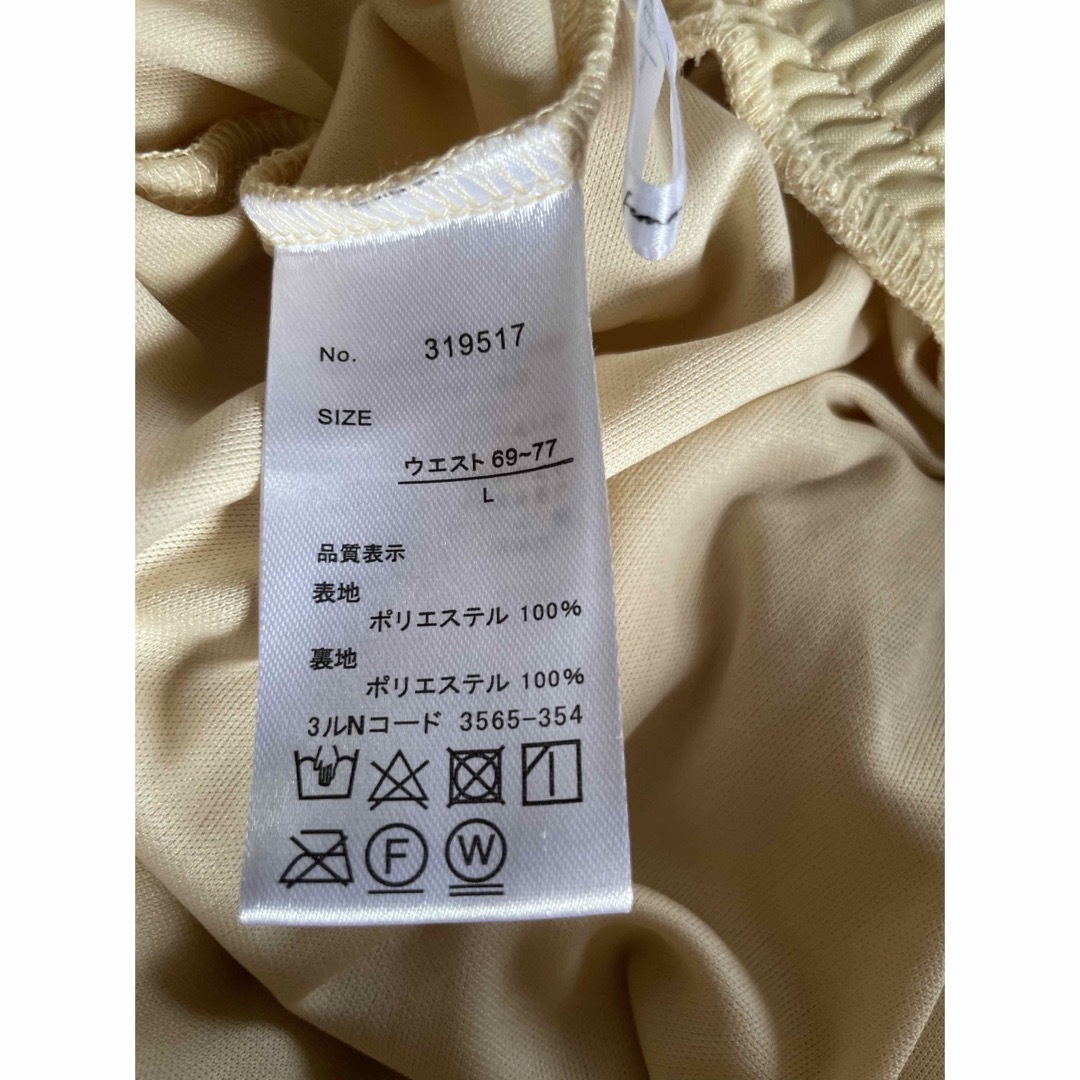 No. 319517
SIZE
ウエスト 69~77
L
品質表示
表地
ポリエステル 100%
裏地
ポリエステル 100%
3ルNコード 3565-354
F W